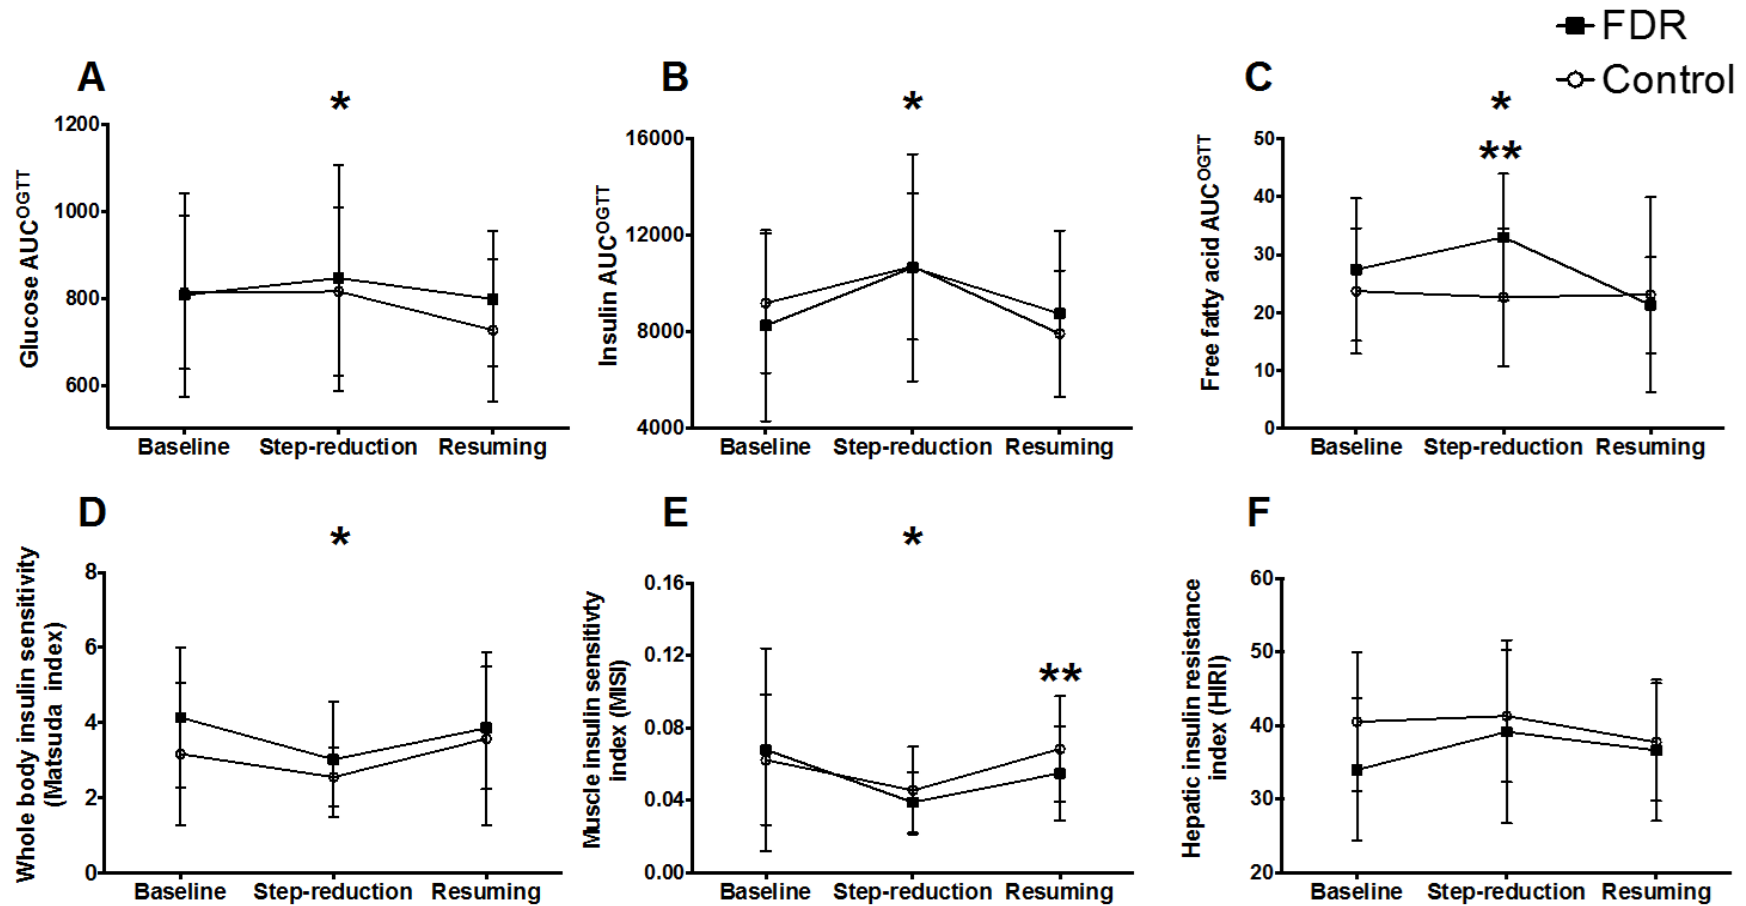 FDR
Control
A
*
1200
1000
800
600
Glucose AUC^OGTT
Baseline Step-reduction Resuming
B
*
16000
12000
8000
4000
Insulin AUC^OGTT
Baseline Step-reduction Resuming
C
*
**
50
40
30
20
10
0
Free fatty acid AUC^OGTT
Baseline Step-reduction Resuming
D
*
8
6
4
2
0
Whole body insulin sensitivity
(Matsuda index)
Baseline Step-reduction Resuming
E
*
**
0.16
0.12
0.08
0.04
0.00
Muscle insulin sensitivty
index (MISI)
Baseline Step-reduction Resuming
F
60
50
40
30
20
Hepatic insulin resistance
index (HIRI)
Baseline Step-reduction Resuming